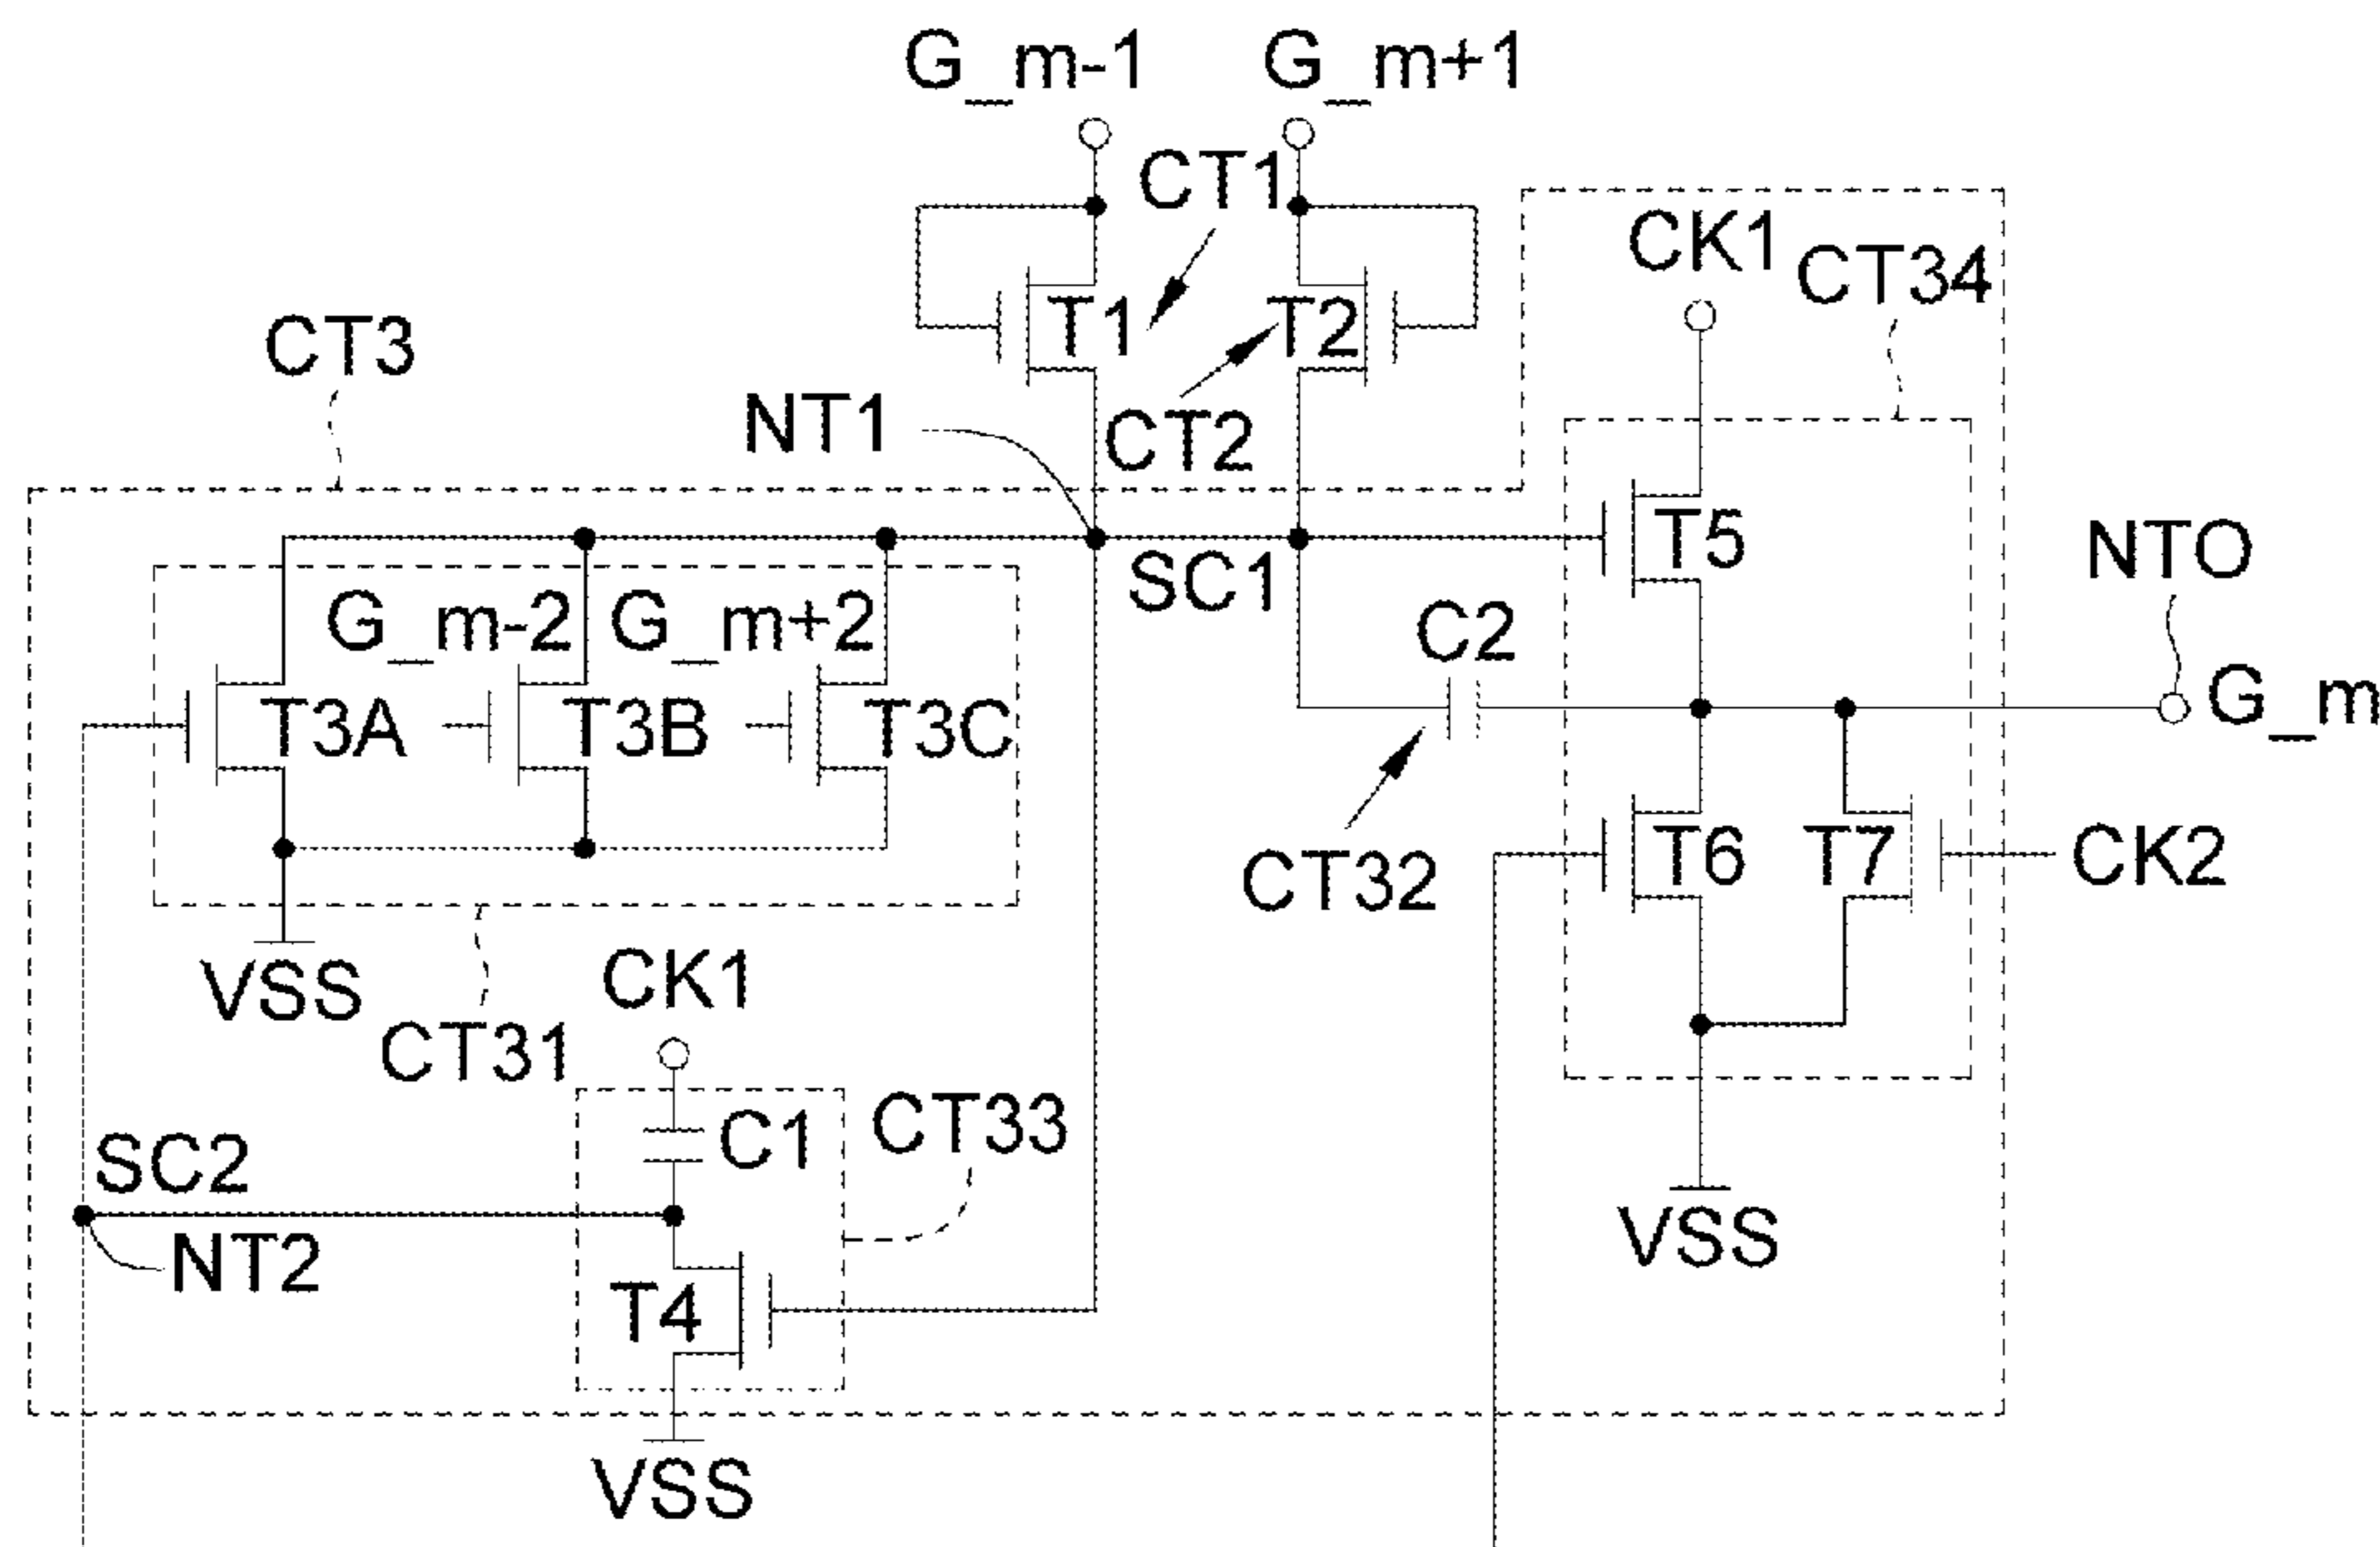 G_m-1
G_m+1
CT1
CK1
CT34
T1
T2
CT3
NT1
CT2
T5
NTO
SC1
G_m-2
G_m+2
C2
G_m
T3A
T3B
T3C
T6
T7
CK2
CT32
VSS
CK1
CT31
C1
CT33
SC2
NT2
VSS
T4
VSS